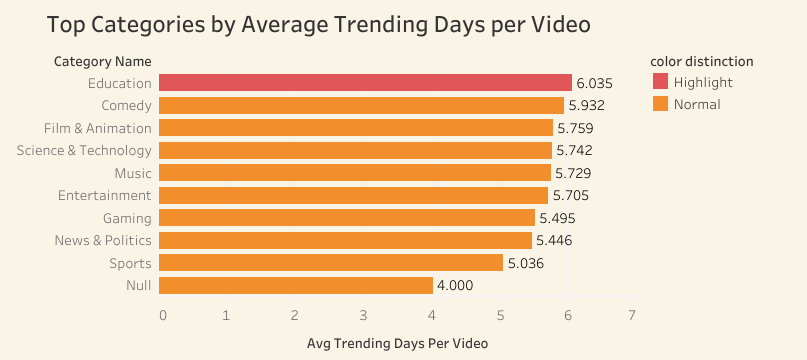 Top Categories by Average Trending Days per Video
Category Name
color distinction
Education 6.035
Highlight
Comedy 5.932
Normal
Film & Animation 5.759
Science & Technology 5.742
Music 5.729
Entertainment 5.705
Gaming 5.495
News & Politics 5.446
Sports 5.036
Null 4.000
0 1 2 3 4 5 6 7
Avg Trending Days Per Video